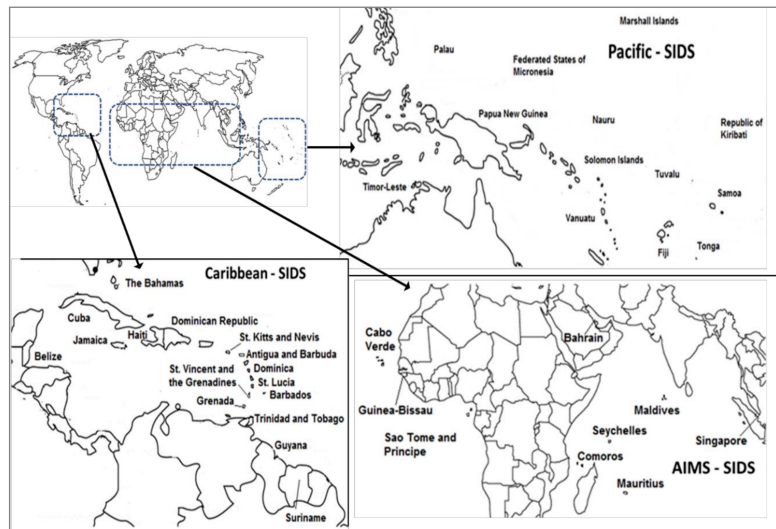 Marshall Islands
Pacific - SIDS
Palau
Federated States of
Micronesia
Papua New Guinea
Nauru
Republic of
Kiribati
Solomon Islands
Tuvalu
Timor-Leste
Samoa
Vanuatu
Fiji
Tonga
Caribbean - SIDS
The Bahamas
Cuba
Dominican Republic
Haiti
Jamaica
St. Kitts and Nevis
Belize
Antigua and Barbuda
Dominica
St. Vincent and
the Grenadines
St. Lucia
Barbados
Grenada
Trinidad and Tobago
Guyana
Suriname
Cabo
Verde
Bahrain
Guinea-Bissau
Maldives
Sao Tome and
Principe
Seychelles
Singapore
Comoros
AIMS - SIDS
Mauritius